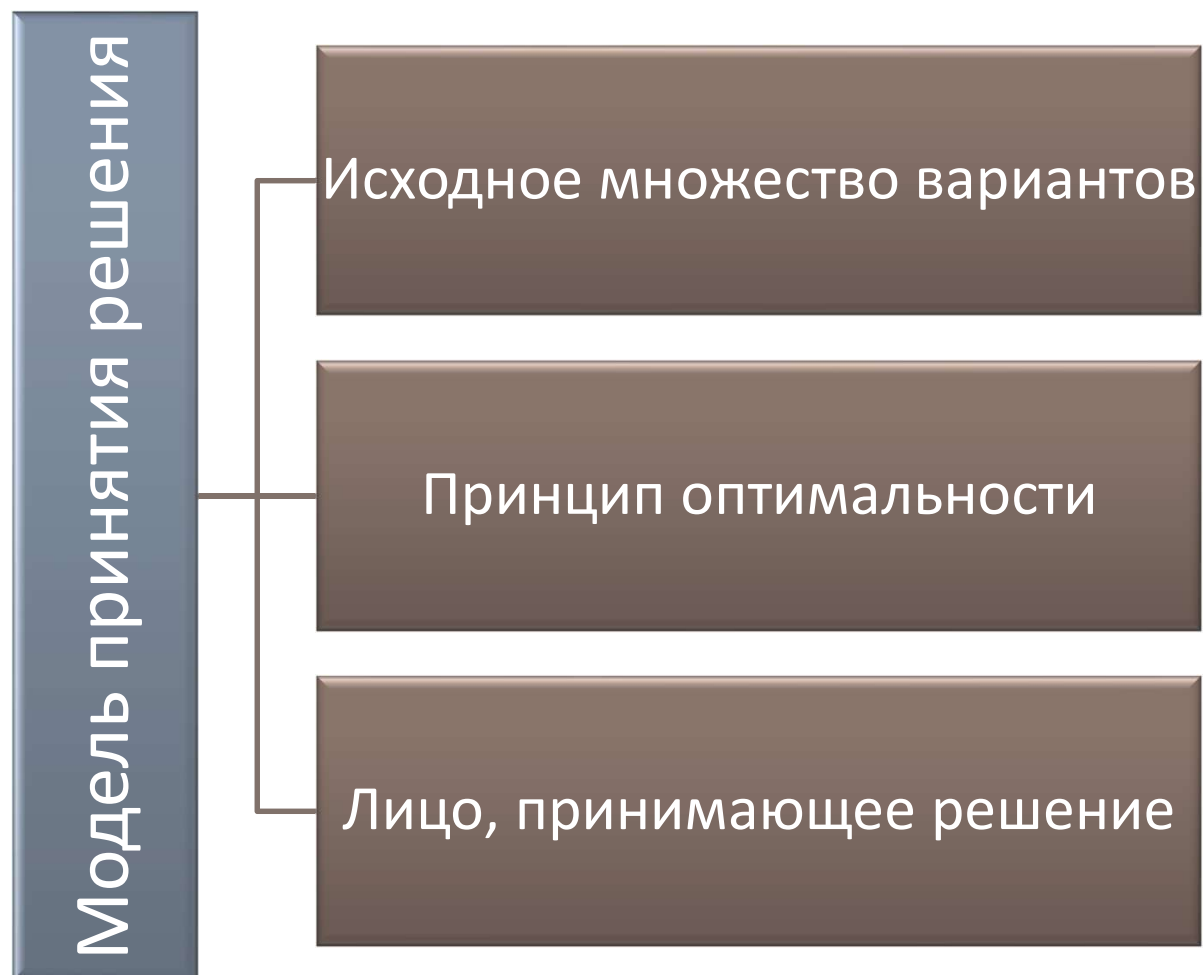 Модель принятия решения
Исходное множество вариантов
Принцип оптимальности
Лицо, принимающее решение